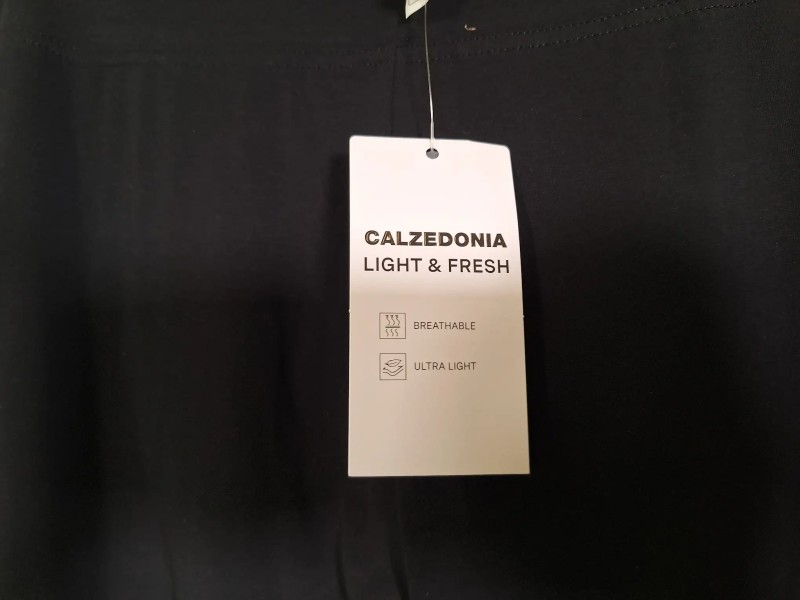 CALZEDONIA
LIGHT & FRESH
BREATHABLE
ULTRA LIGHT